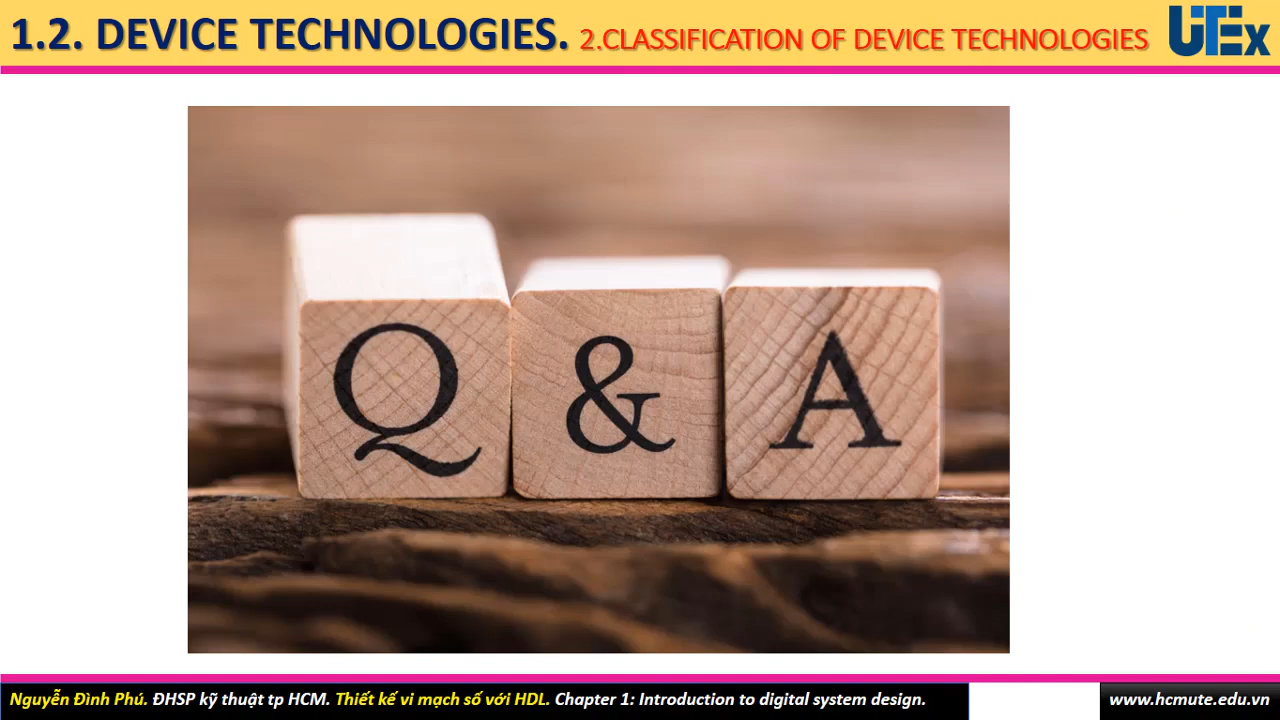 1.2. DEVICE TECHNOLOGIES. 2.CLASSIFICATION OF DEVICE TECHNOLOGIES
UTEx
Q & A
Nguyễn Đình Phú. ĐHSP kỹ thuật tp HCM. Thiết kế vi mạch số với HDL. Chapter 1: Introduction to digital system design.
www.hcmute.edu.vn